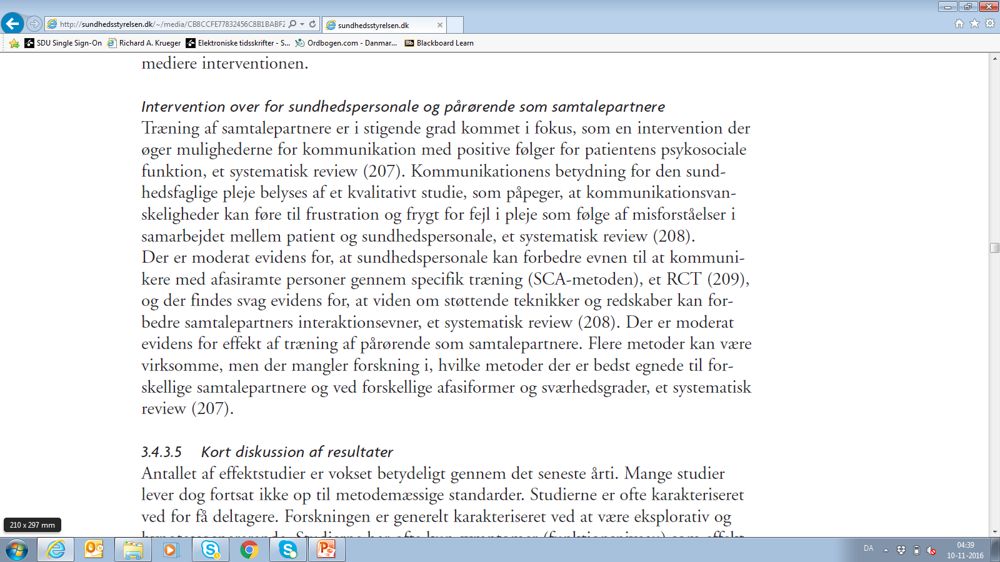 http://sundhedsstyrelsen.dk/~/media/CB8CCFE77832456C8B1BABF2
sundhedsstyrelsen.dk
SDU Single Sign-On
Richard A. Krueger
Elektroniske tidsskrifter - S...
Ordbogen.com - Danmar...
Bb
Blackboard Learn
mediere interventionen.
Intervention over for sundhedspersonale og pårørende som samtalepartnere
Træning af samtalepartnere er i stigende grad kommet i fokus, som en intervention der
øger mulighederne for kommunikation med positive følger for patientens psykosociale
funktion, et systematisk review (207). Kommunikationens betydning for den sund-
hedsfaglige pleje belyses af et kvalitativt studie, som påpeger, at kommunikationsvan-
skeligheder kan føre til frustration og frygt for fejl i pleje som følge af misforståelser i
samarbejdet mellem patient og sundhedspersonale, et systematisk review (208).
Der er moderat evidens for, at sundhedspersonale kan forbedre evnen til at kommuni-
kere med afasiramte personer gennem specifik træning (SCA-metoden), et RCT (209),
og der findes svag evidens for, at viden om støttende teknikker og redskaber kan for-
bedre samtalepartners interaktionsevner, et systematisk review (208). Der er moderat
evidens for effekt af træning af pårørende som samtalepartnere. Flere metoder kan være
virksomme, men der mangler forskning i, hvilke metoder der er bedst egnede til for-
skellige samtalepartnere og ved forskellige afasiformer og sværhedsgrader, et systematisk
review (207).
3.4.3.5 Kort diskussion af resultater
Antallet af effektstudier er vokset betydeligt gennem det seneste årti. Mange studier
lever dog fortsat ikke op til metodemæssige standarder. Studierne er ofte karakteriseret
ved for få deltagere. Forskningen er generelt karakteriseret ved at være eksplorativ og
210 x 297 mm
DA
04:39
10-11-2016